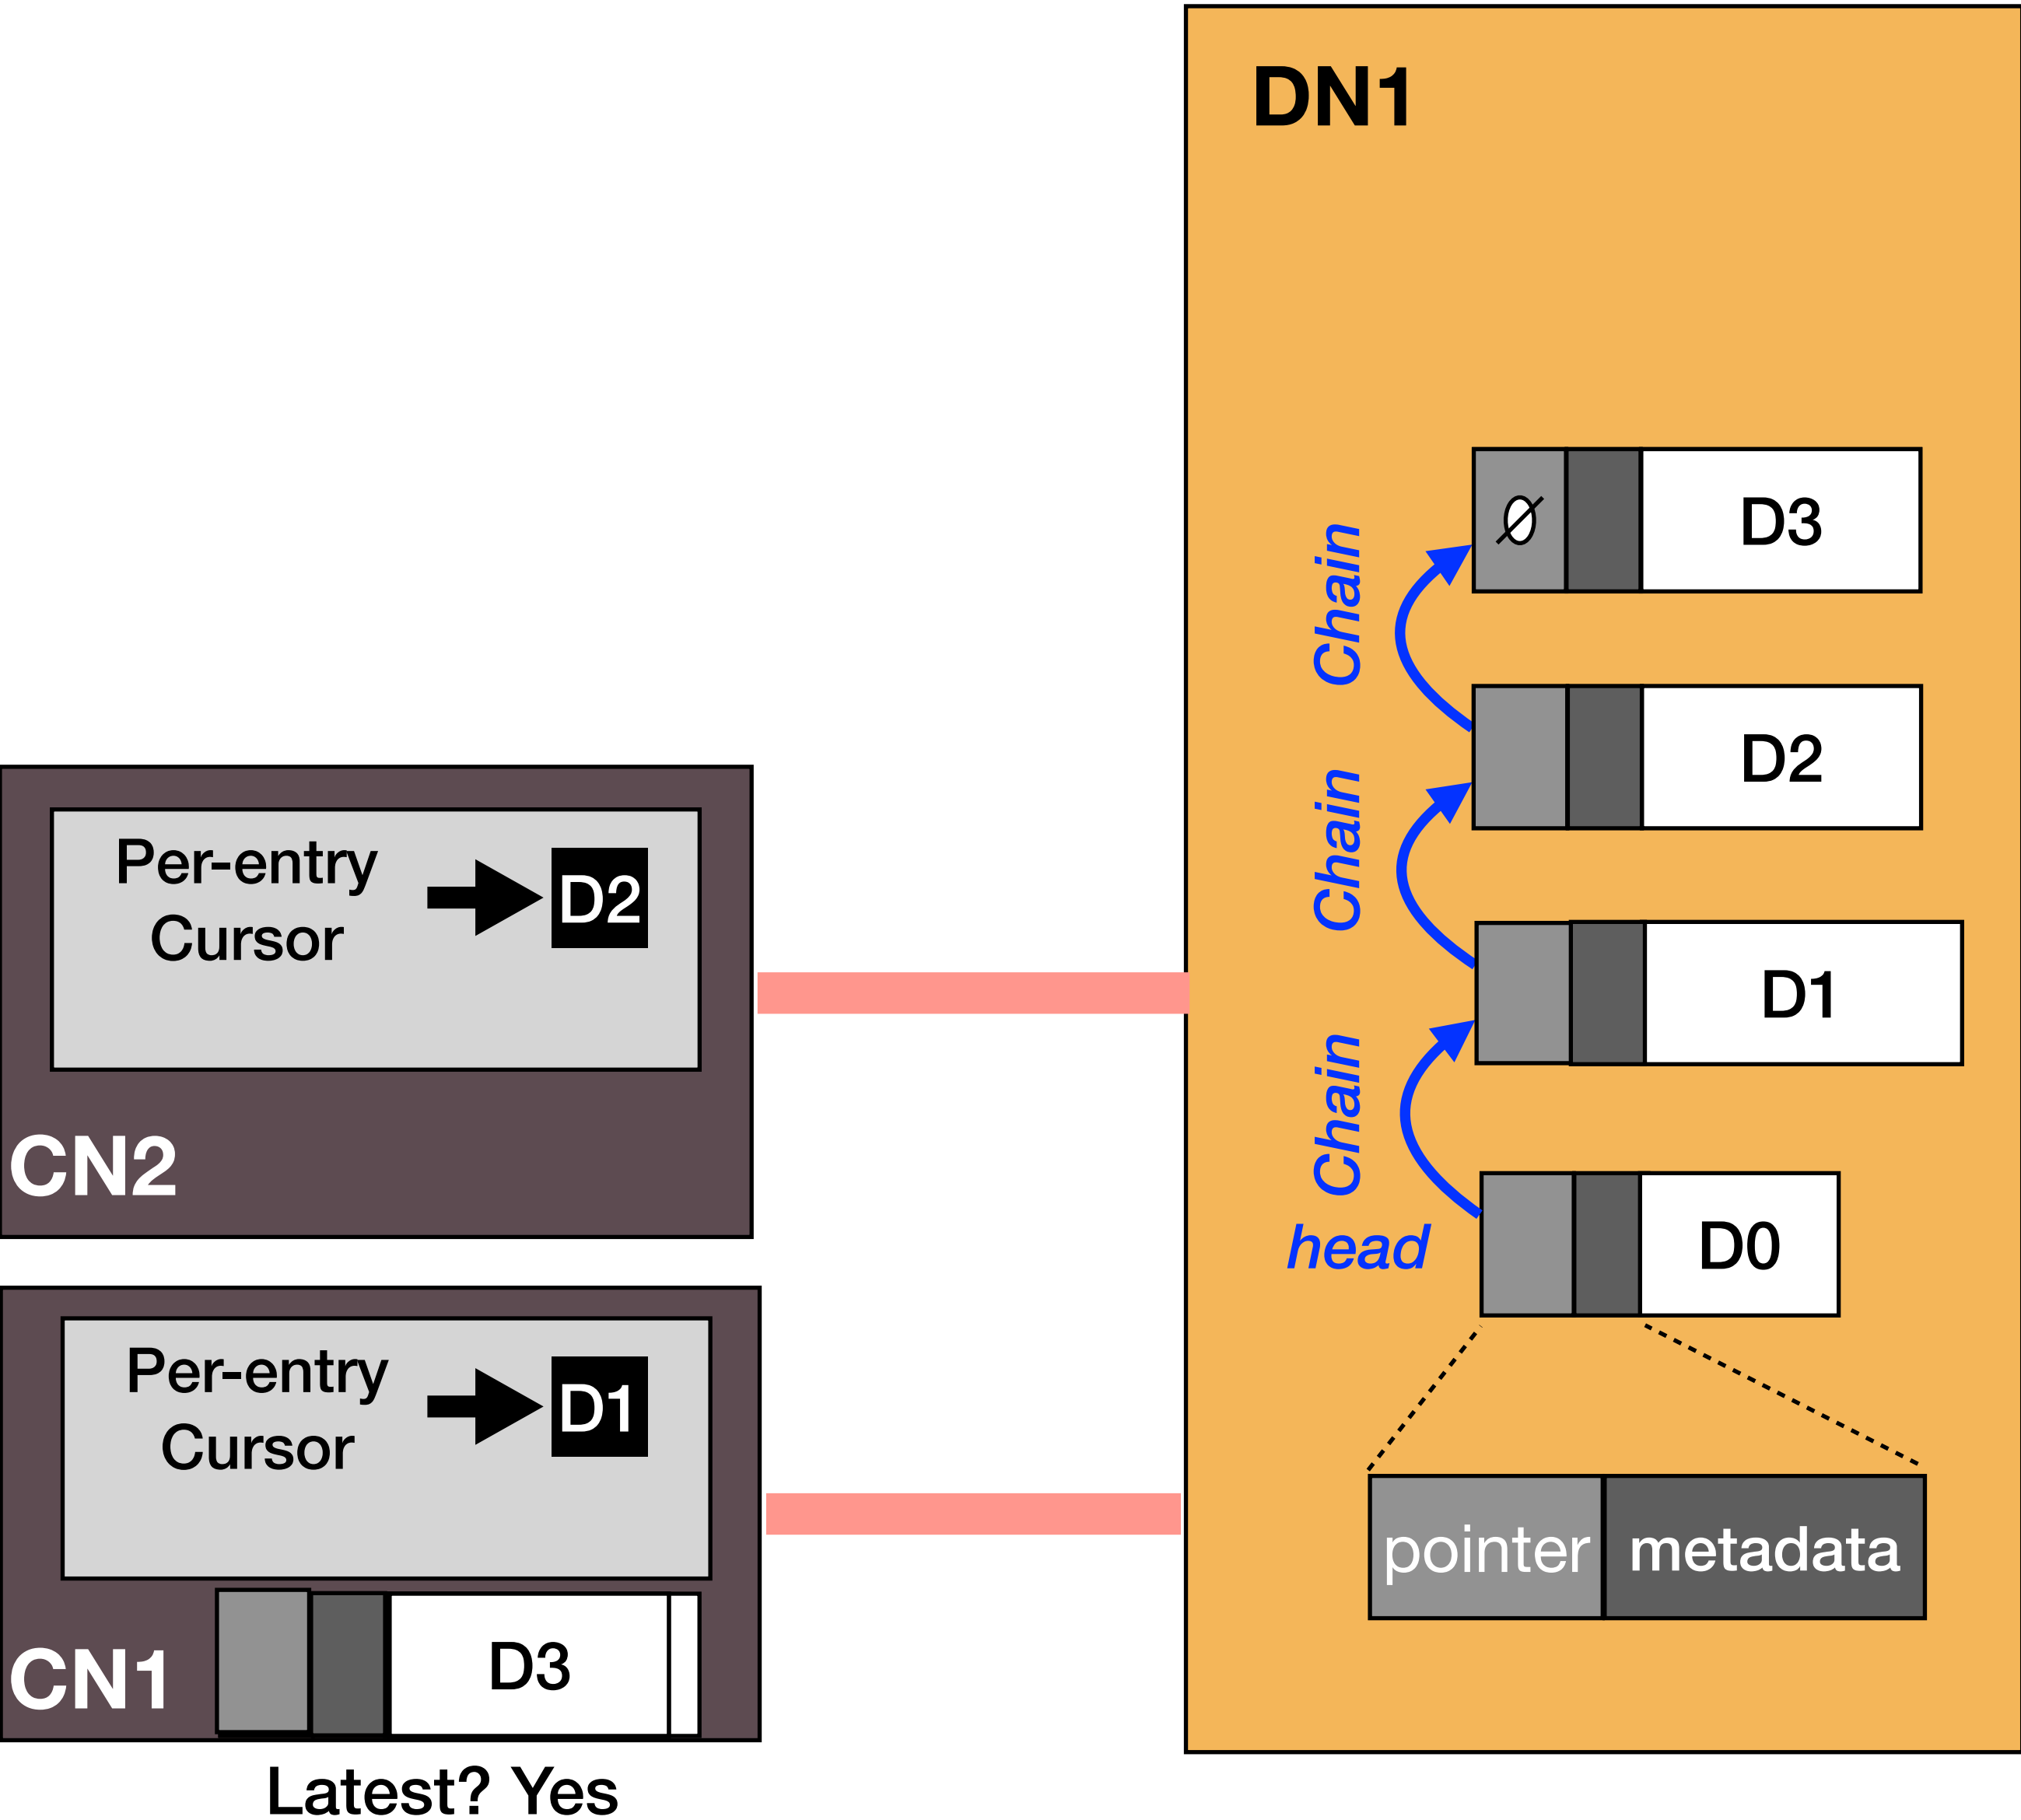 DN1
∅
D3
Chain
D2
Chain
D1
Chain
head
D0
pointer
metadata
Per-entry
Cursor
D2
CN2
Per-entry
Cursor
D1
CN1
D3
Latest? Yes